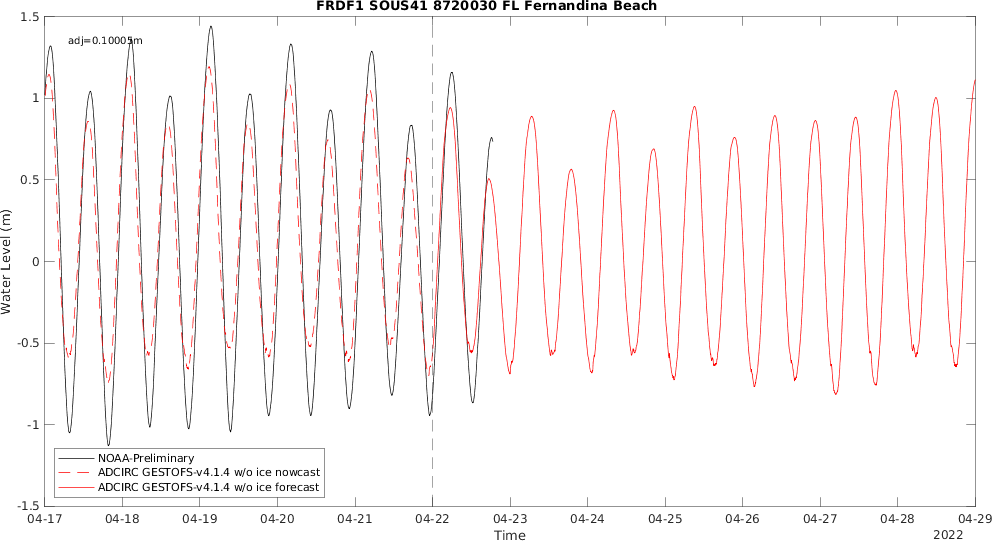 FRDF1 SOUS41 8720030 FL Fernandina Beach
adj=0.10005m
1.5
1
0.5
0
-0.5
-1
-1.5
Water Level (m)
NOAA-Preliminary
ADCIRC GESTOFS-v4.1.4 w/o ice nowcast
ADCIRC GESTOFS-v4.1.4 w/o ice forecast
04-17 04-18 04-19 04-20 04-21 04-22 04-23 04-24 04-25 04-26 04-27 04-28 04-29
Time
2022